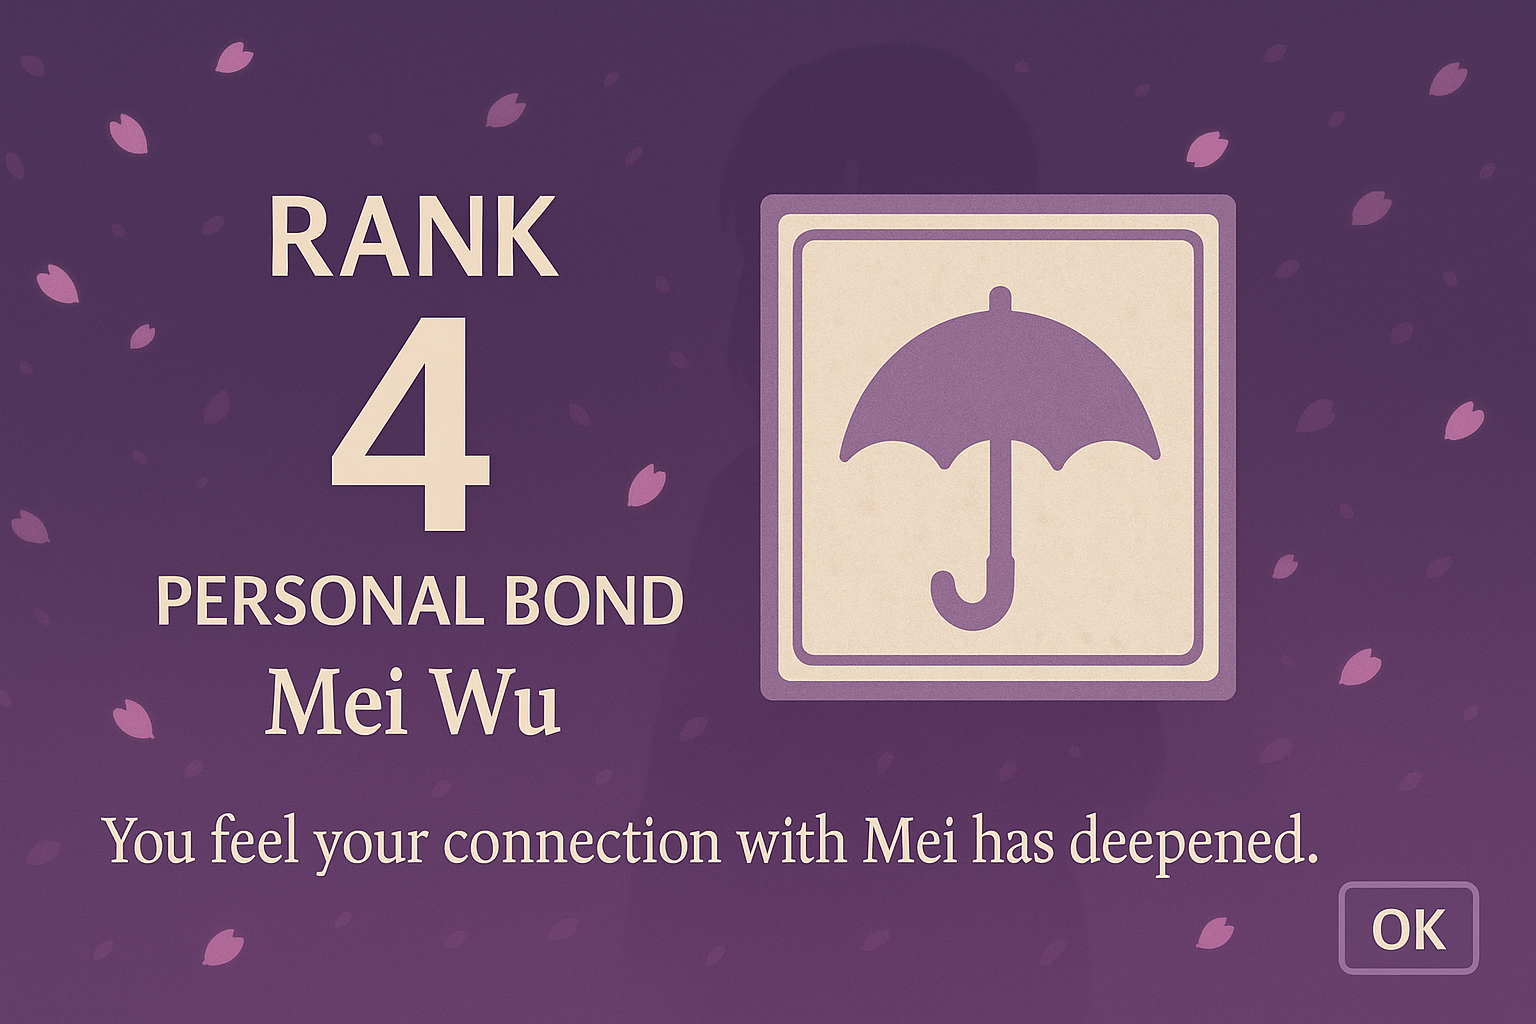 RANK
4
PERSONAL BOND
Mei Wu
You feel your connection with Mei has deepened.
OK